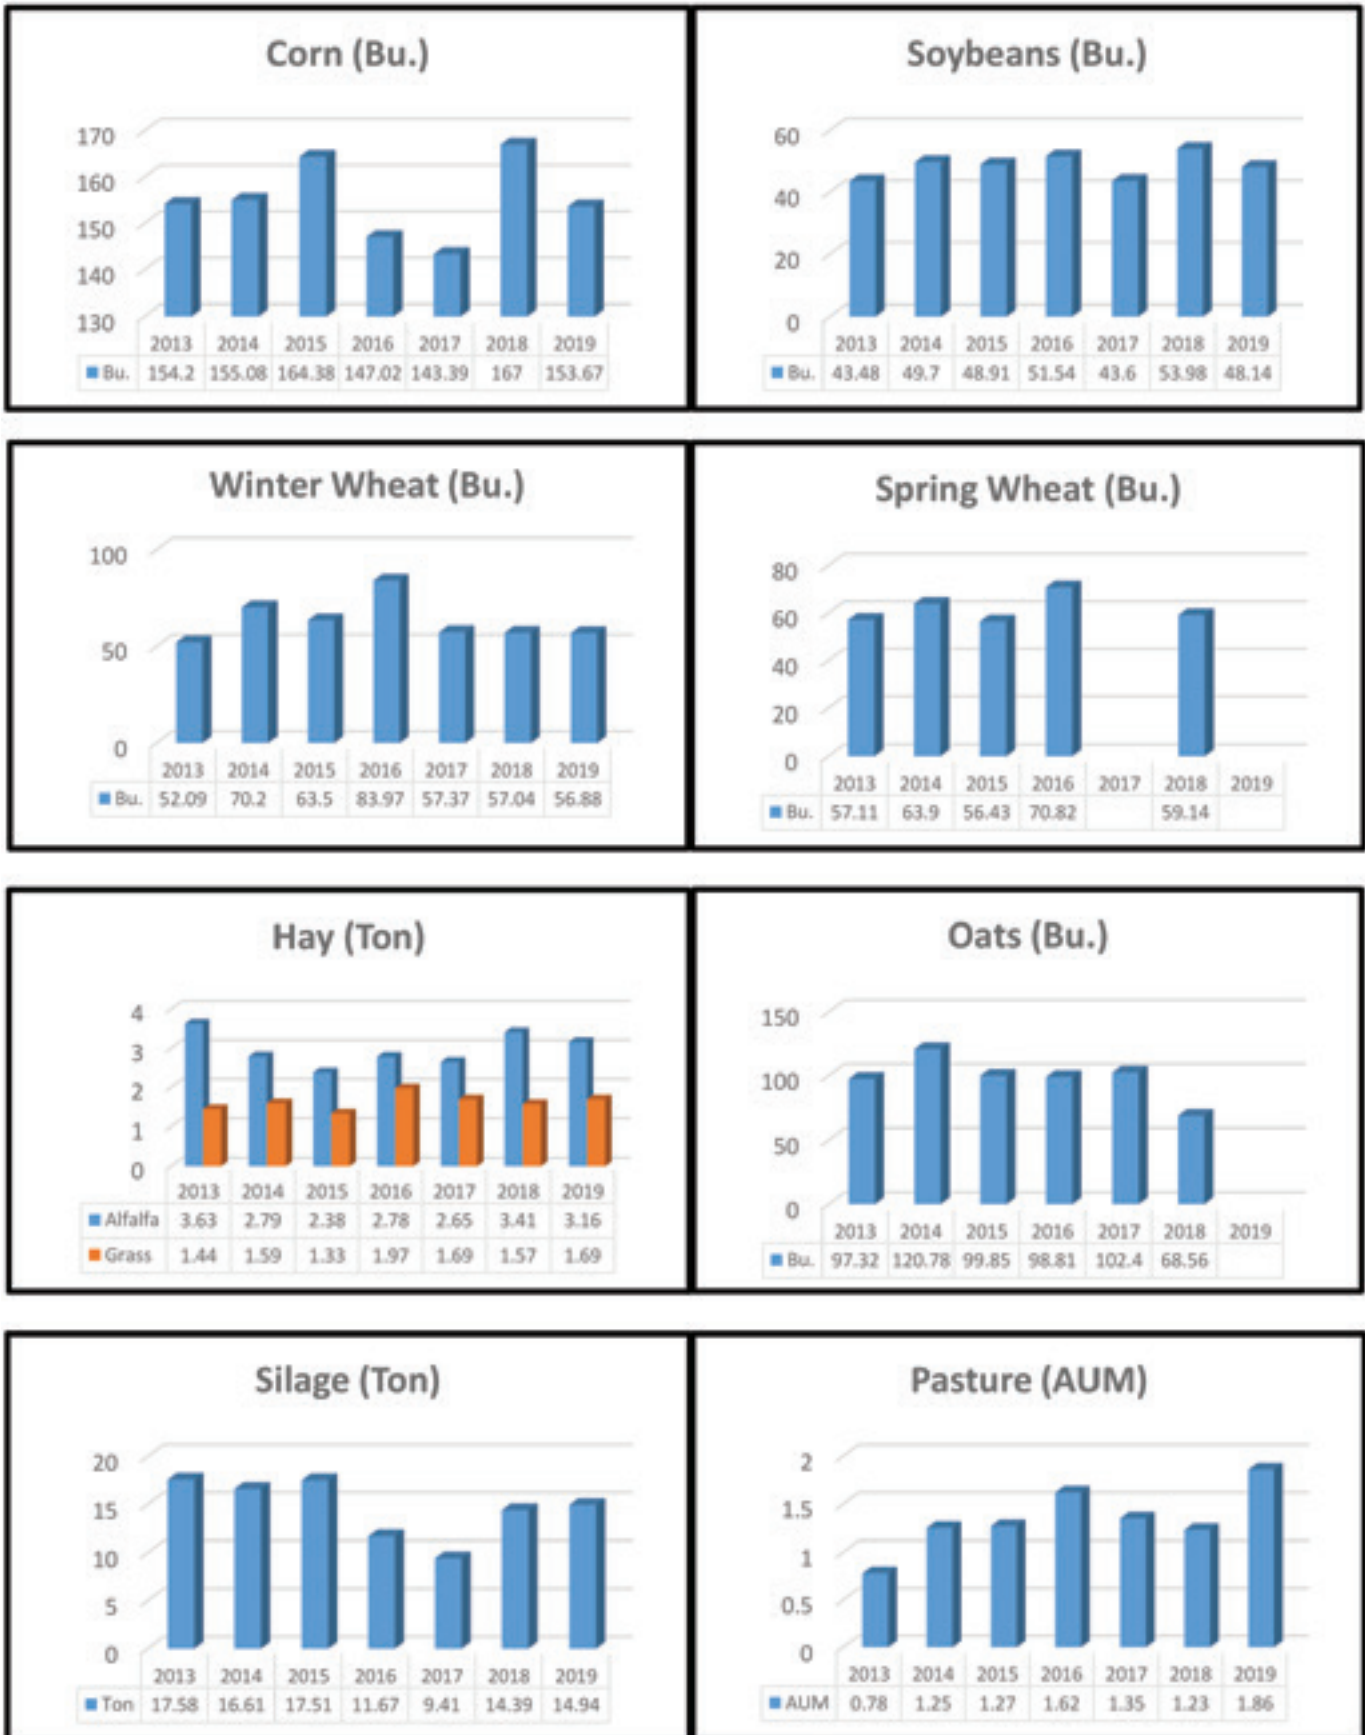 Corn (Bu.)
170
160
150
140
130
2013 2014 2015 2016 2017 2018 2019
Bu. 154.2 155.08 164.38 147.02 143.39 167 153.67
Soybeans (Bu.)
60
40
20
0
2013 2014 2015 2016 2017 2018 2019
Bu. 43.48 49.7 48.91 51.54 43.6 53.98 48.14
Winter Wheat (Bu.)
100
50
0
2013 2014 2015 2016 2017 2018 2019
Bu. 52.09 70.2 63.5 83.97 57.37 57.04 56.88
Spring Wheat (Bu.)
80
60
40
20
0
2013 2014 2015 2016 2017 2018 2019
Bu. 57.11 63.9 56.43 70.82 59.14
Hay (Ton)
4
3
2
1
0
2013 2014 2015 2016 2017 2018 2019
Alfalfa 3.63 2.79 2.38 2.78 2.65 3.41 3.16
Grass 1.44 1.59 1.33 1.97 1.69 1.57 1.69
Oats (Bu.)
150
100
50
0
2013 2014 2015 2016 2017 2018 2019
Bu. 97.32 120.78 99.85 98.81 102.4 68.56
Silage (Ton)
20
15
10
5
0
2013 2014 2015 2016 2017 2018 2019
Ton 17.58 16.61 17.51 11.67 9.41 14.39 14.94
Pasture (AUM)
2
1.5
1
0.5
0
2013 2014 2015 2016 2017 2018 2019
AUM 0.78 1.25 1.27 1.62 1.35 1.23 1.86